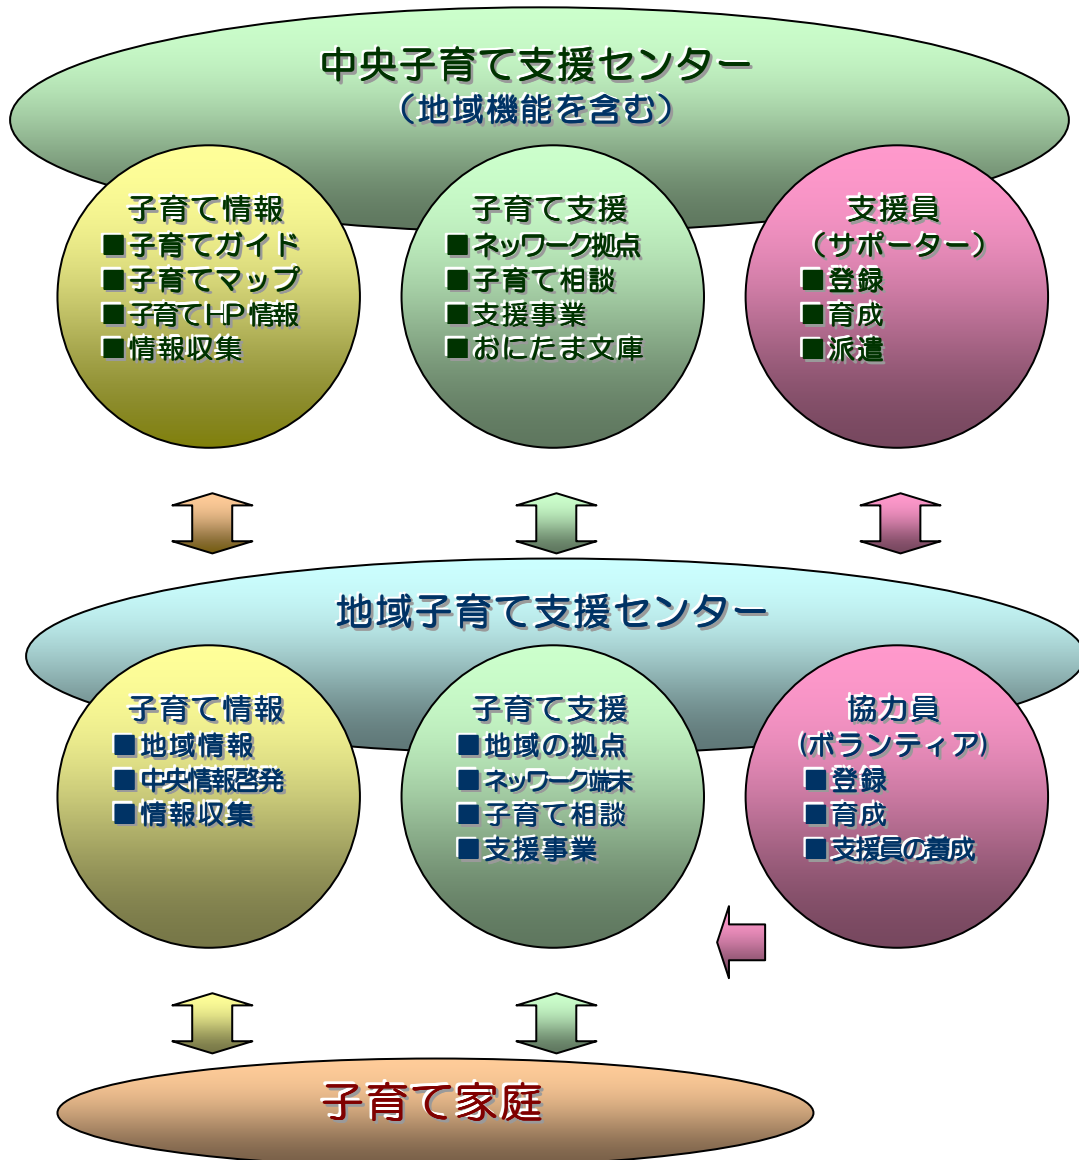 中央子育て支援センター
（地域機能を含む）
子育て情報
■子育てガイド
■子育てマップ
■子育てHP情報
■情報収集
子育て支援
■ネッワーク拠点
■子育て相談
■支援事業
■おにたま文庫
支援員
（サポーター）
■登録
■育成
■派遣
地域子育て支援センター
子育て情報
■地域情報
■中央情報啓発
■情報収集
子育て支援
■地域の拠点
■ネッワーク端末
■子育て相談
■支援事業
協力員
(ボランティア)
■登録
■育成
■支援員の養成
子育て家庭